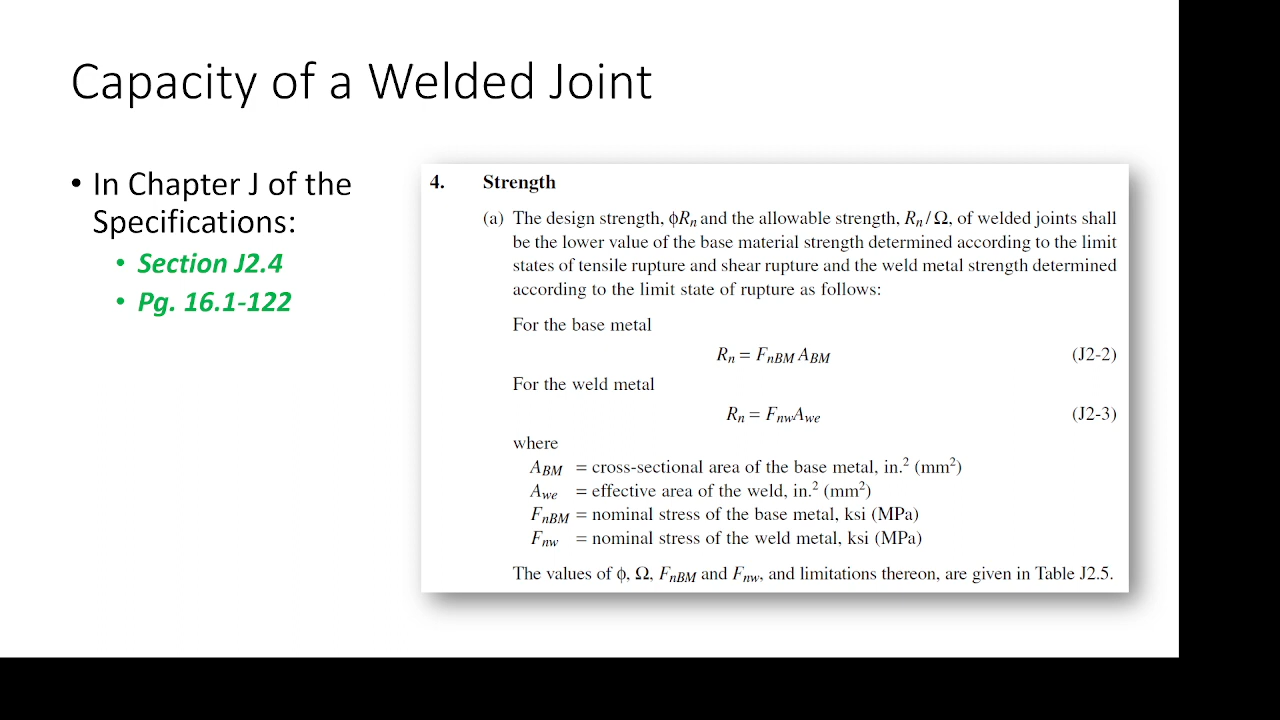 Capacity of a Welded Joint
• In Chapter J of the
Specifications:
• Section J2.4
• Pg. 16.1-122
4. Strength
(a) The design strength, ϕRn and the allowable strength, Rn / Ω, of welded joints shall
be the lower value of the base material strength determined according to the limit
states of tensile rupture and shear rupture and the weld metal strength determined
according to the limit state of rupture as follows:
For the base metal
Rn = FnBM ABM (J2-2)
For the weld metal
Rn = FnwAwe (J2-3)
where
ABM = cross-sectional area of the base metal, in.² (mm²)
Awe = effective area of the weld, in.² (mm²)
FnBM = nominal stress of the base metal, ksi (MPa)
Fnw = nominal stress of the weld metal, ksi (MPa)
The values of ϕ, Ω, FnBM and Fnw, and limitations thereon, are given in Table J2.5.